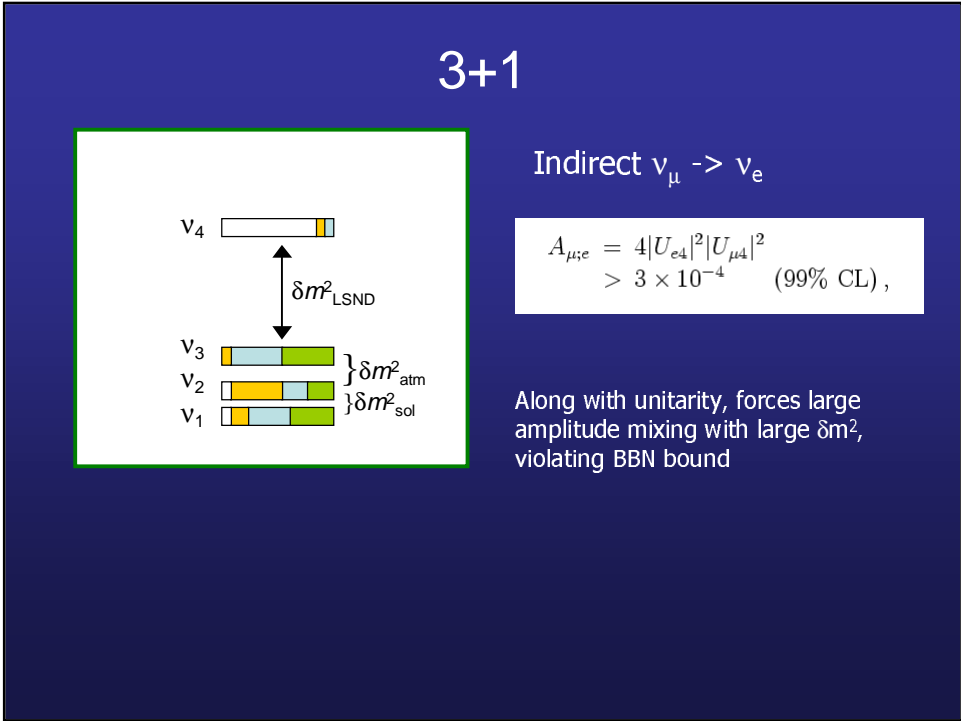 3+1
Indirect νμ -> νe
ν4
δm²LSND
ν3
}δm²atm
ν2
}δm²sol
ν1
Aμ;e = 4|Ue4|²|Uμ4|²
> 3 × 10⁻⁴ (99% CL) ,
Along with unitarity, forces large
amplitude mixing with large δm²,
violating BBN bound